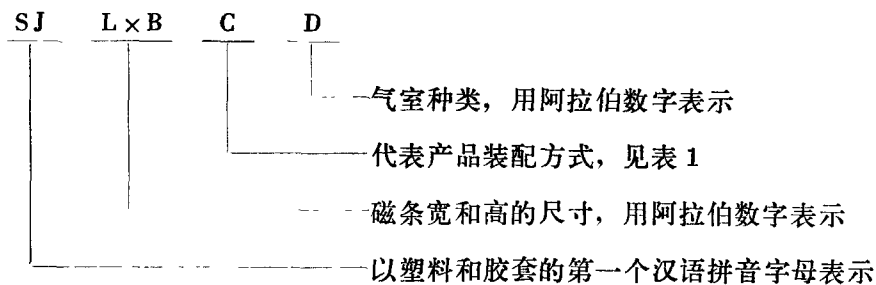 SJ L×B C D
气室种类，用阿拉伯数字表示
代表产品装配方式，见表 1
磁条宽和高的尺寸，用阿拉伯数字表示
以塑料和胶套的第一个汉语拼音字母表示